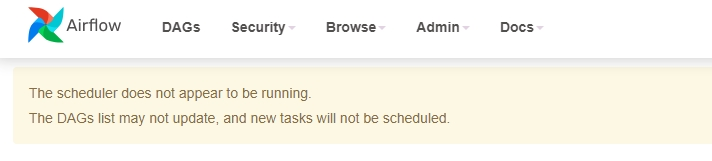 Airflow DAGs Security Browse Admin Docs
The scheduler does not appear to be running.
The DAGs list may not update, and new tasks will not be scheduled.